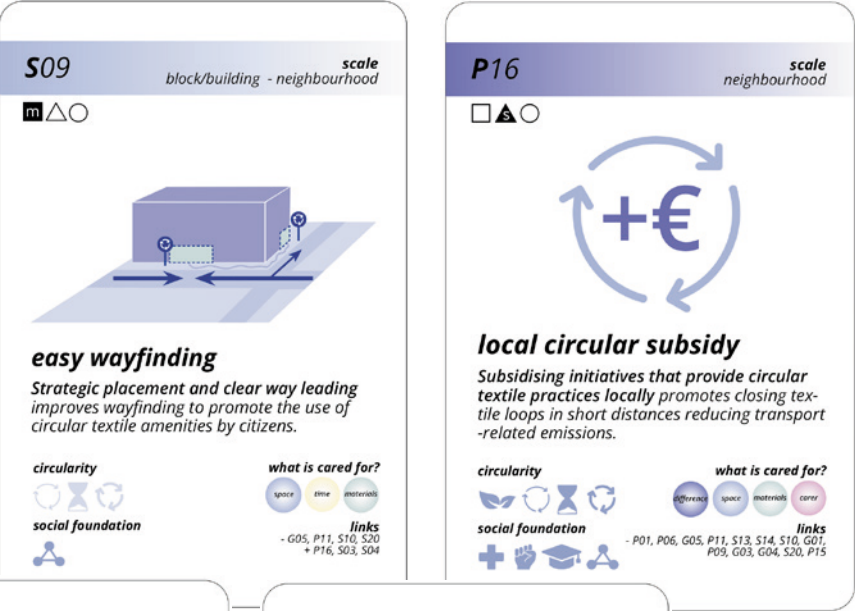 S09
scale
block/building - neighbourhood
m
easy wayfinding
Strategic placement and clear way leading
improves wayfinding to promote the use of
circular textile amenities by citizens.
circularity
what is cared for?
space
time
materials
social foundation
links
- G05, P11, S10, S20
+ P16, S03, S04
P16
scale
neighbourhood
s
+€
local circular subsidy
Subsidising initiatives that provide circular
textile practices locally promotes closing tex-
tile loops in short distances reducing transport
-related emissions.
circularity
what is cared for?
difference
space
materials
carer
social foundation
links
- P01, P06, G05, P11, S13, S14, S10, G01,
P09, G03, G04, S20, P15